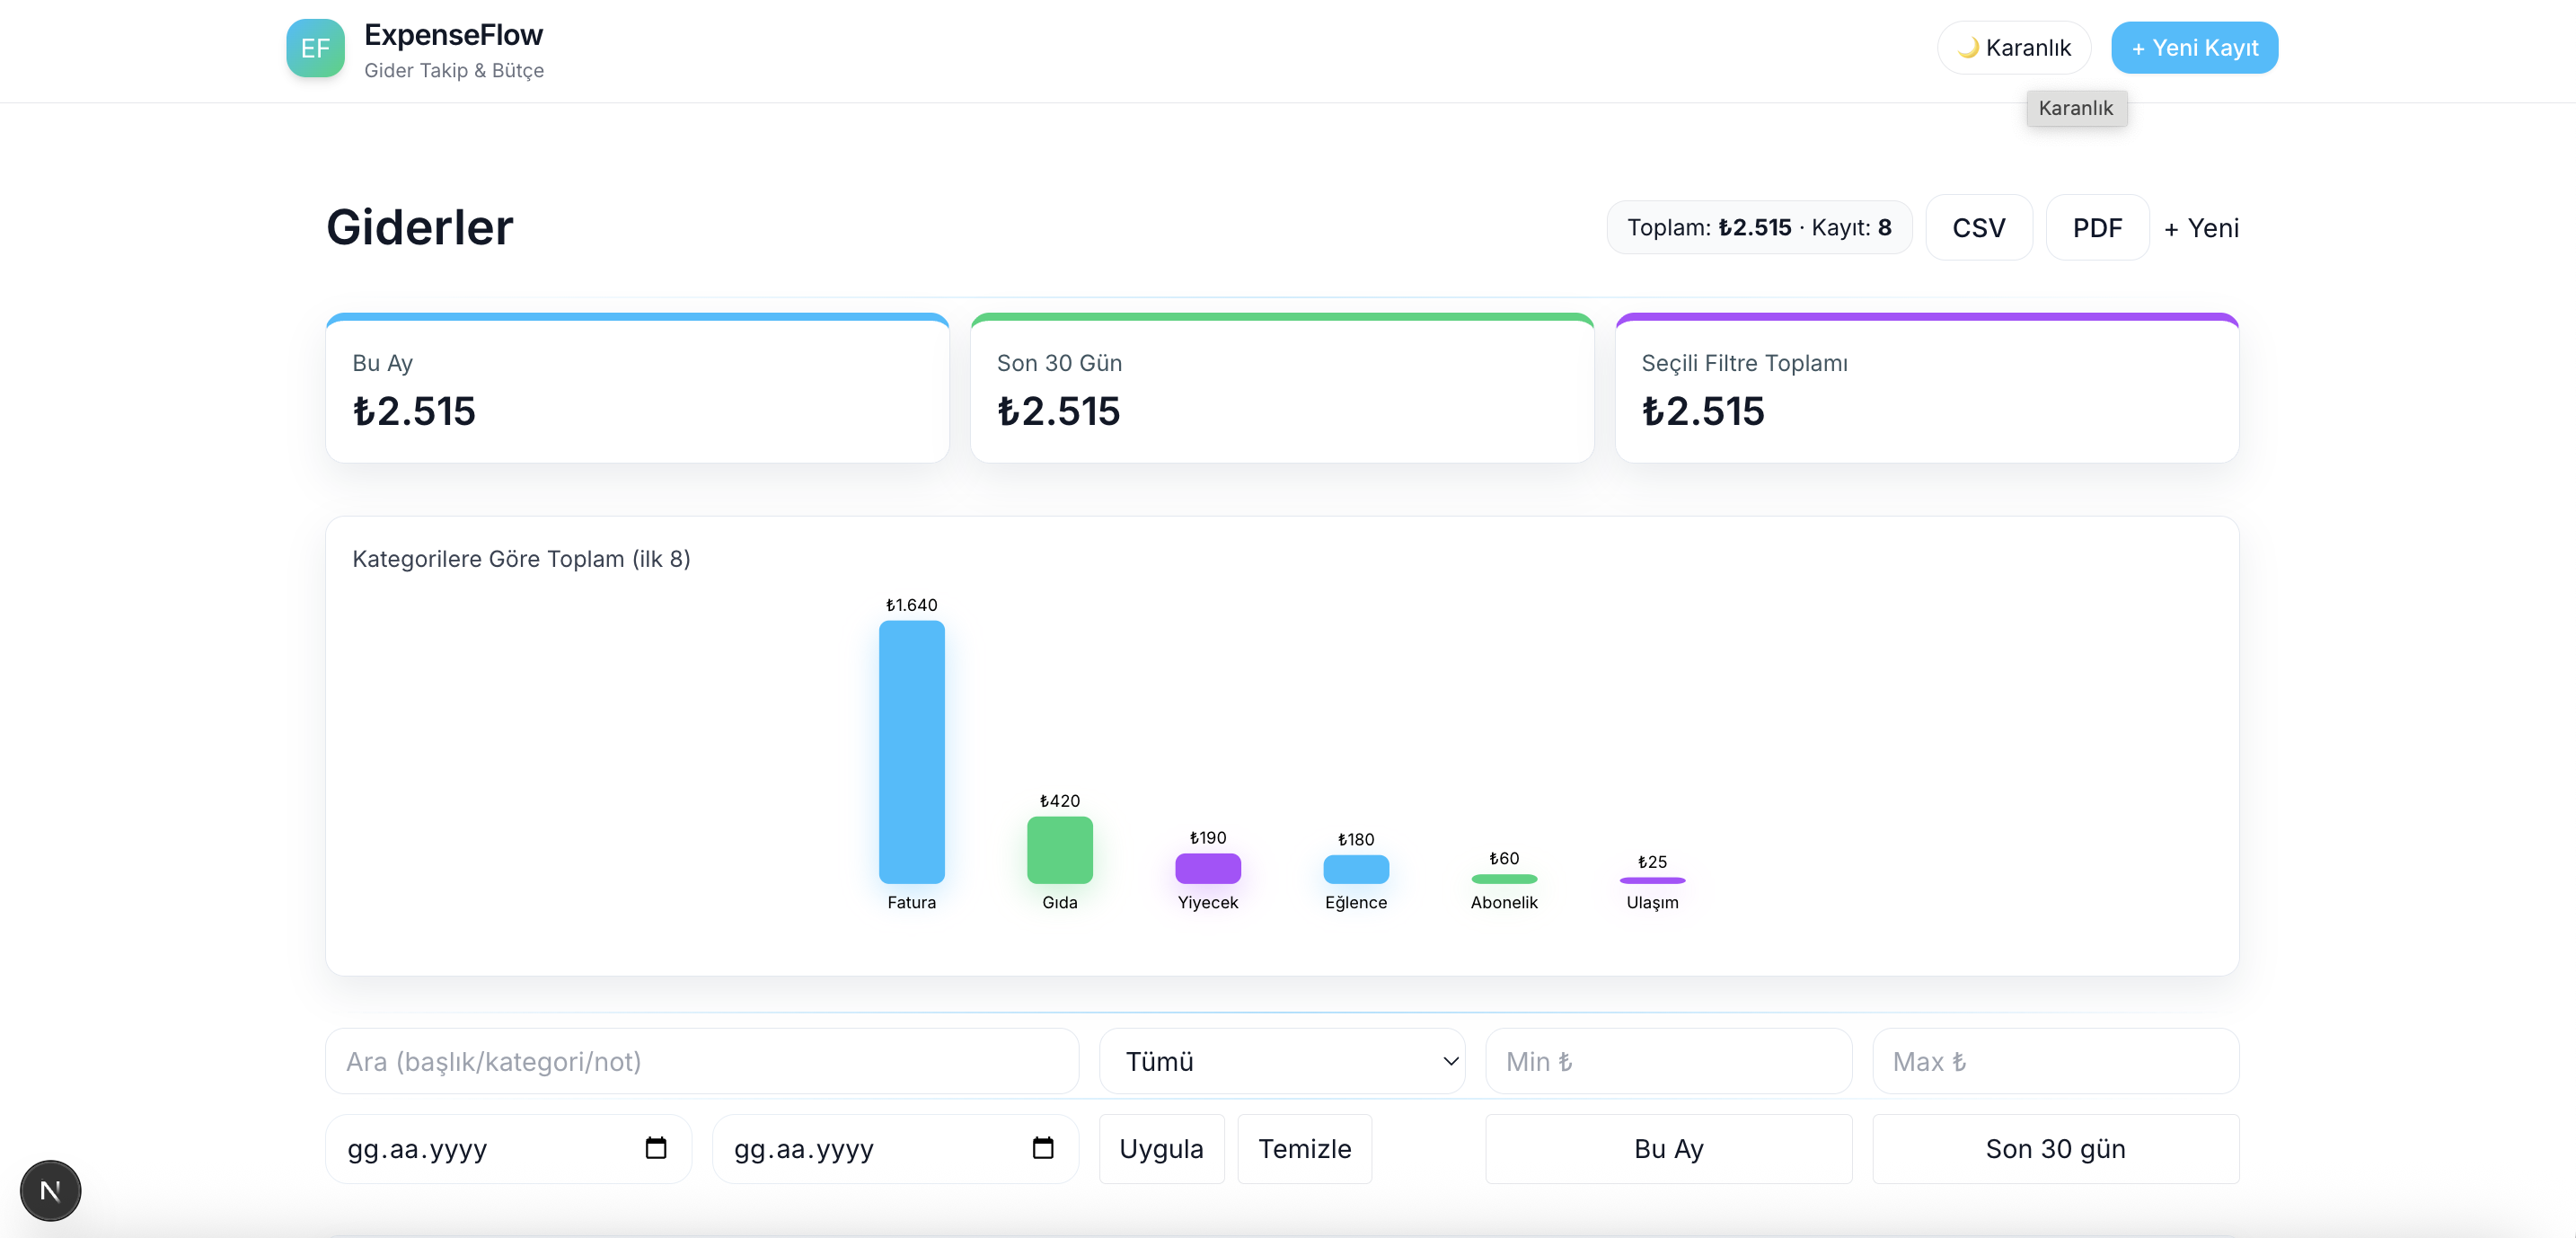 EF
ExpenseFlow
Gider Takip & Bütçe
🌙 Karanlık
+ Yeni Kayıt
Karanlık
Giderler
Toplam: ₺2.515 · Kayıt: 8
CSV
PDF
+ Yeni
Bu Ay
₺2.515
Son 30 Gün
₺2.515
Seçili Filtre Toplamı
₺2.515
Kategorilere Göre Toplam (ilk 8)
₺1.640
₺420
₺190
₺180
₺60
₺25
Fatura
Gıda
Yiyecek
Eğlence
Abonelik
Ulaşım
Ara (başlık/kategori/not)
Tümü
Min ₺
Max ₺
gg.aa.yyyy
gg.aa.yyyy
Uygula
Temizle
Bu Ay
Son 30 gün
N